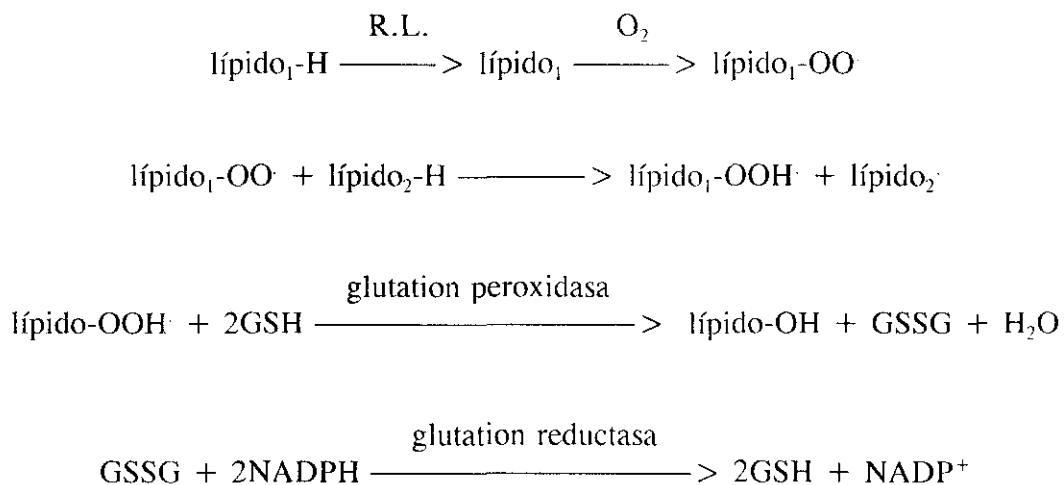 R.L. O₂
lípido₁-H ———> lípido₁ ———> lípido₁-OO·
lípido₁-OO· + lípido₂-H ———> lípido₁-OOH· + lípido₂·
glutation peroxidasa
lípido-OOH· + 2GSH ———> lípido-OH + GSSG + H₂O
glutation reductasa
GSSG + 2NADPH ———> 2GSH + NADP⁺